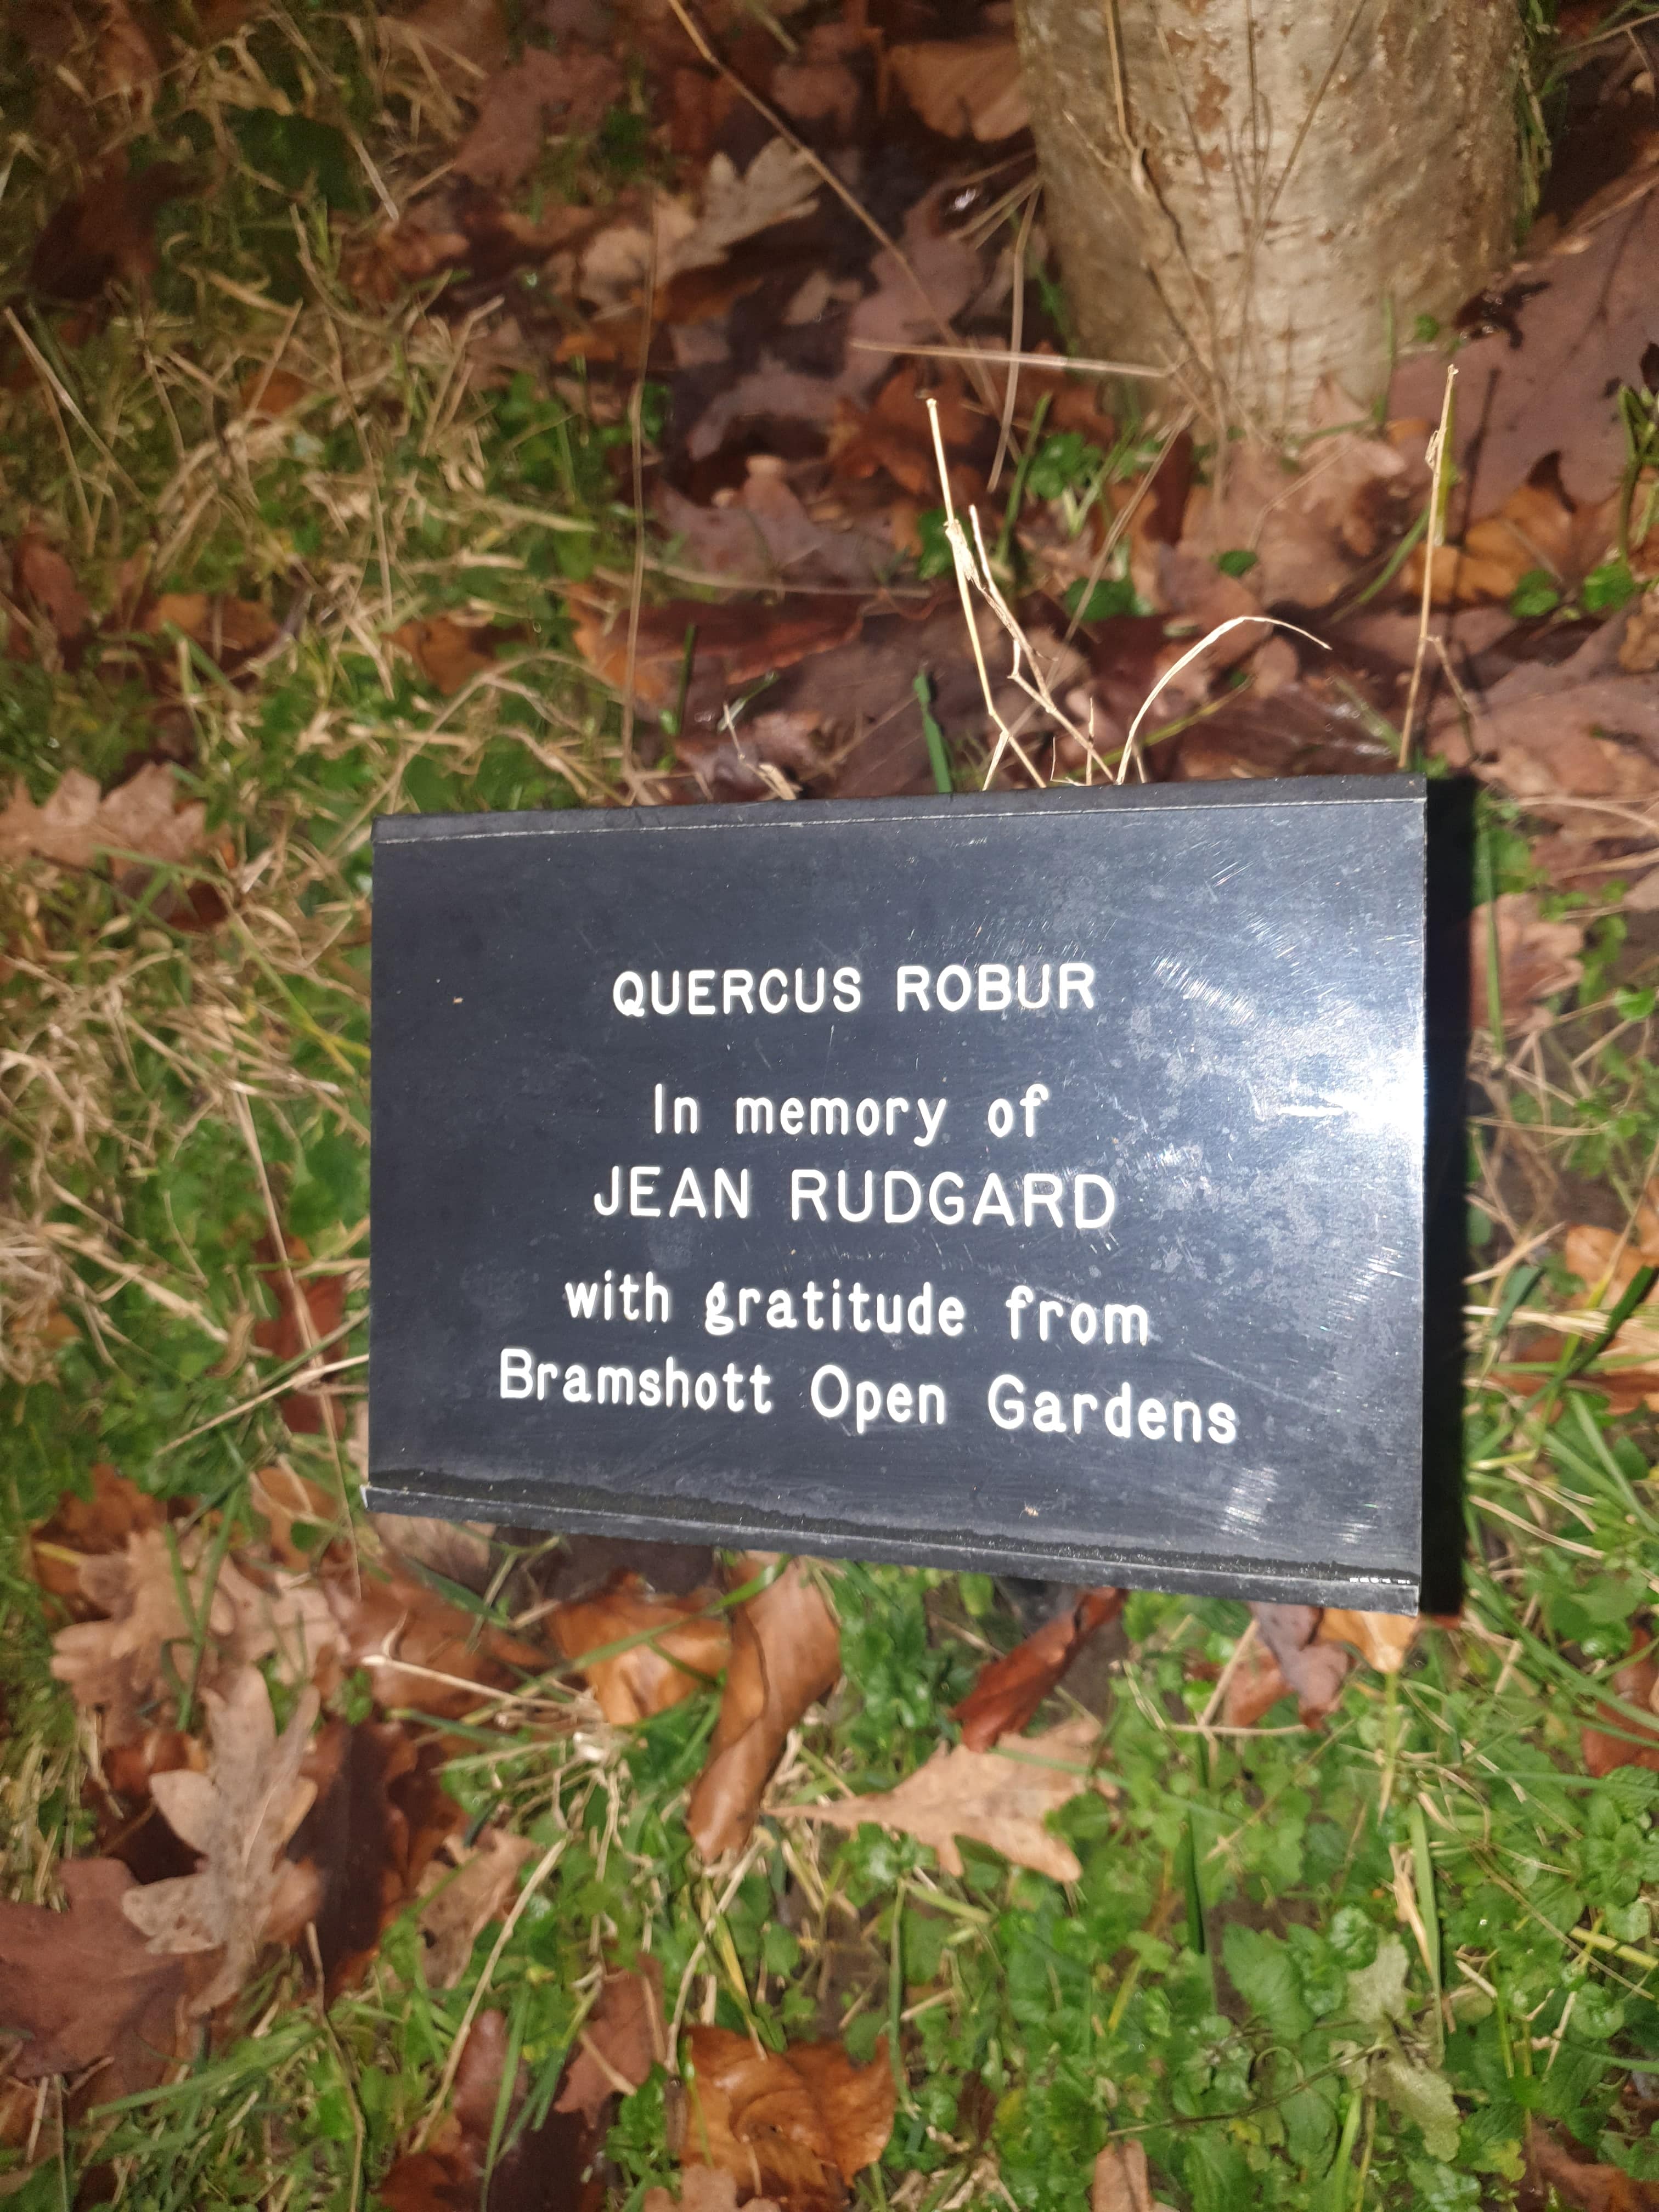 QUERCUS ROBUR
In memory of
JEAN RUDGARD
with gratitude from
Bramshott Open Gardens